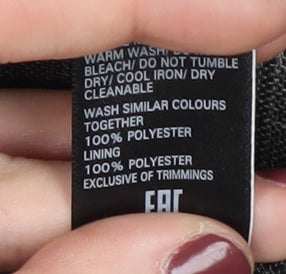 WARM WASH/ DO
BLEACH/ DO NOT TUMBLE
DRY/ COOL IRON/ DRY
CLEANABLE
WASH SIMILAR COLOURS
TOGETHER
100% POLYESTER
LINING
100% POLYESTER
EXCLUSIVE OF TRIMMINGS
EAC